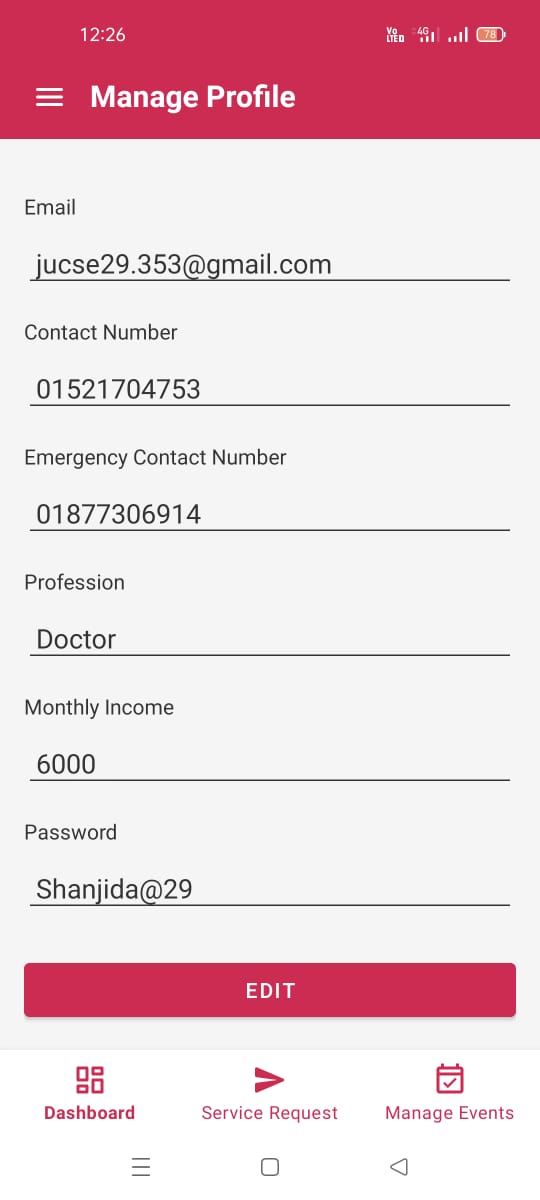 12:26
Vo LTED 4G 78
Manage Profile
Email
jucse29.353@gmail.com
Contact Number
01521704753
Emergency Contact Number
01877306914
Profession
Doctor
Monthly Income
6000
Password
Shanjida@29
EDIT
Dashboard Service Request Manage Events